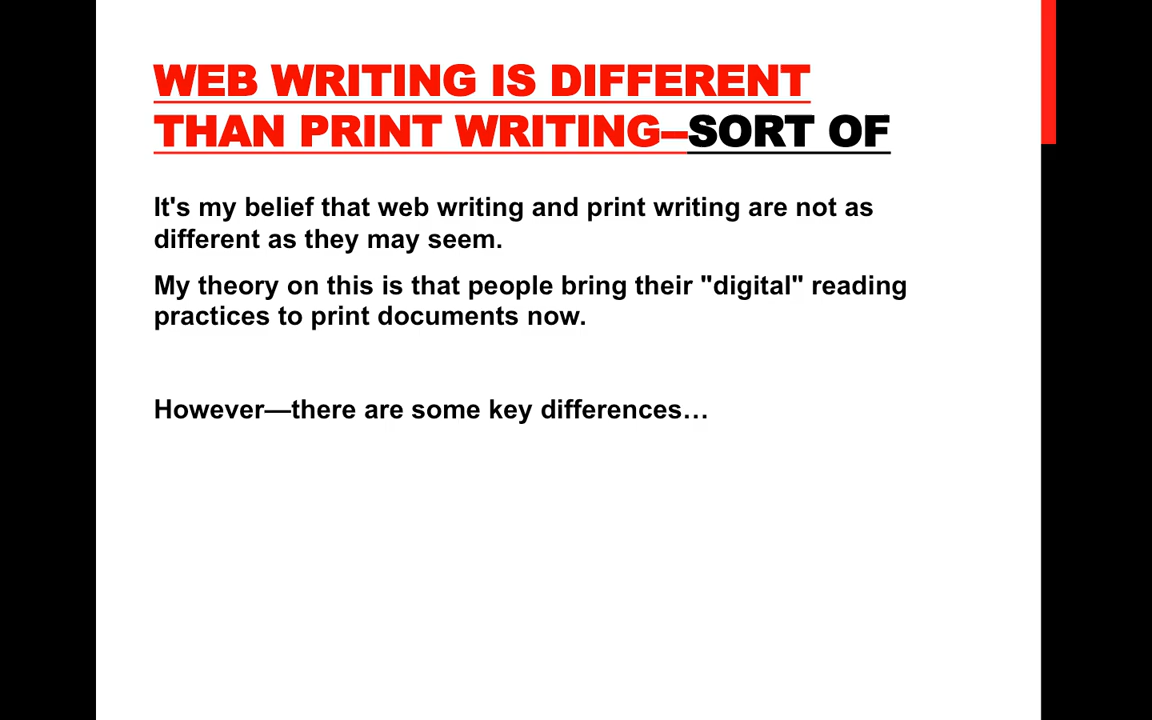 WEB WRITING IS DIFFERENT
THAN PRINT WRITING–SORT OF
It's my belief that web writing and print writing are not as
different as they may seem.
My theory on this is that people bring their "digital" reading
practices to print documents now.
However—there are some key differences…